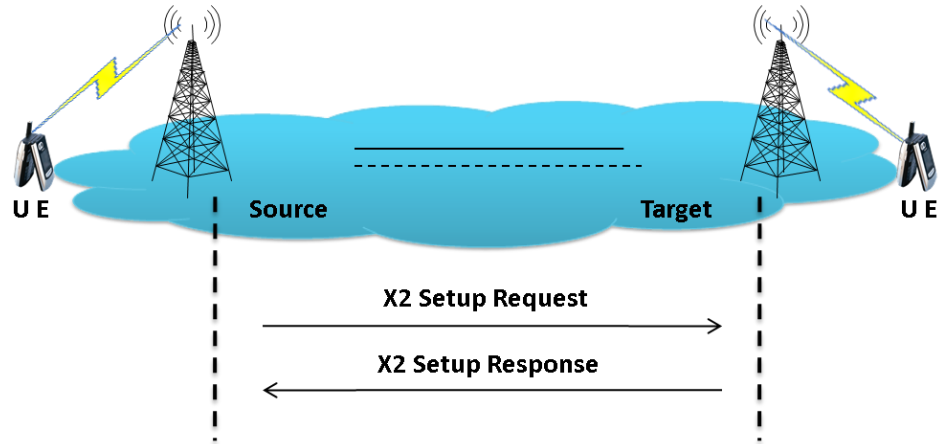 U E
Source
Target
U E
X2 Setup Request
X2 Setup Response